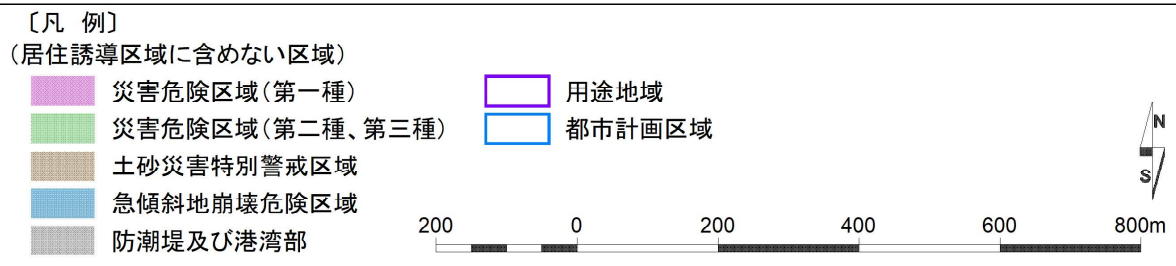 〔凡 例〕
（居住誘導区域に含めない区域）
災害危険区域（第一種）
災害危険区域（第二種、第三種）
土砂災害特別警戒区域
急傾斜地崩壊危険区域
防潮堤及び港湾部
用途地域
都市計画区域
N
S
200 0 200 400 600 800m